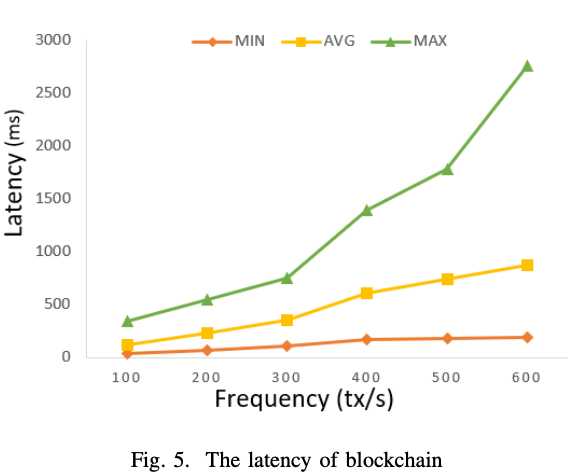 MIN AVG MAX
3000
2500
2000
1500
1000
500
0
Latency (ms)
100 200 300 400 500 600
Frequency (tx/s)
Fig. 5. The latency of blockchain